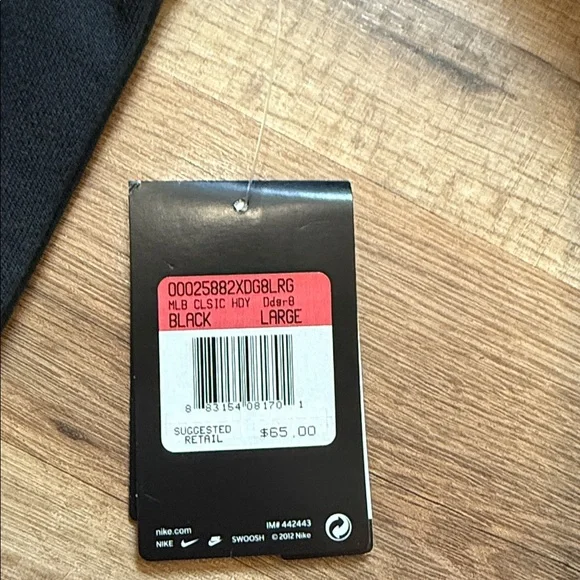 00025882XDG8LRG
MLB CLSIC HDY Ddgr8
BLACK LARGE
8 83154 08170 1
SUGGESTED RETAIL $65.00
nike.com IM# 442443
NIKE SWOOSH © 2012 Nike